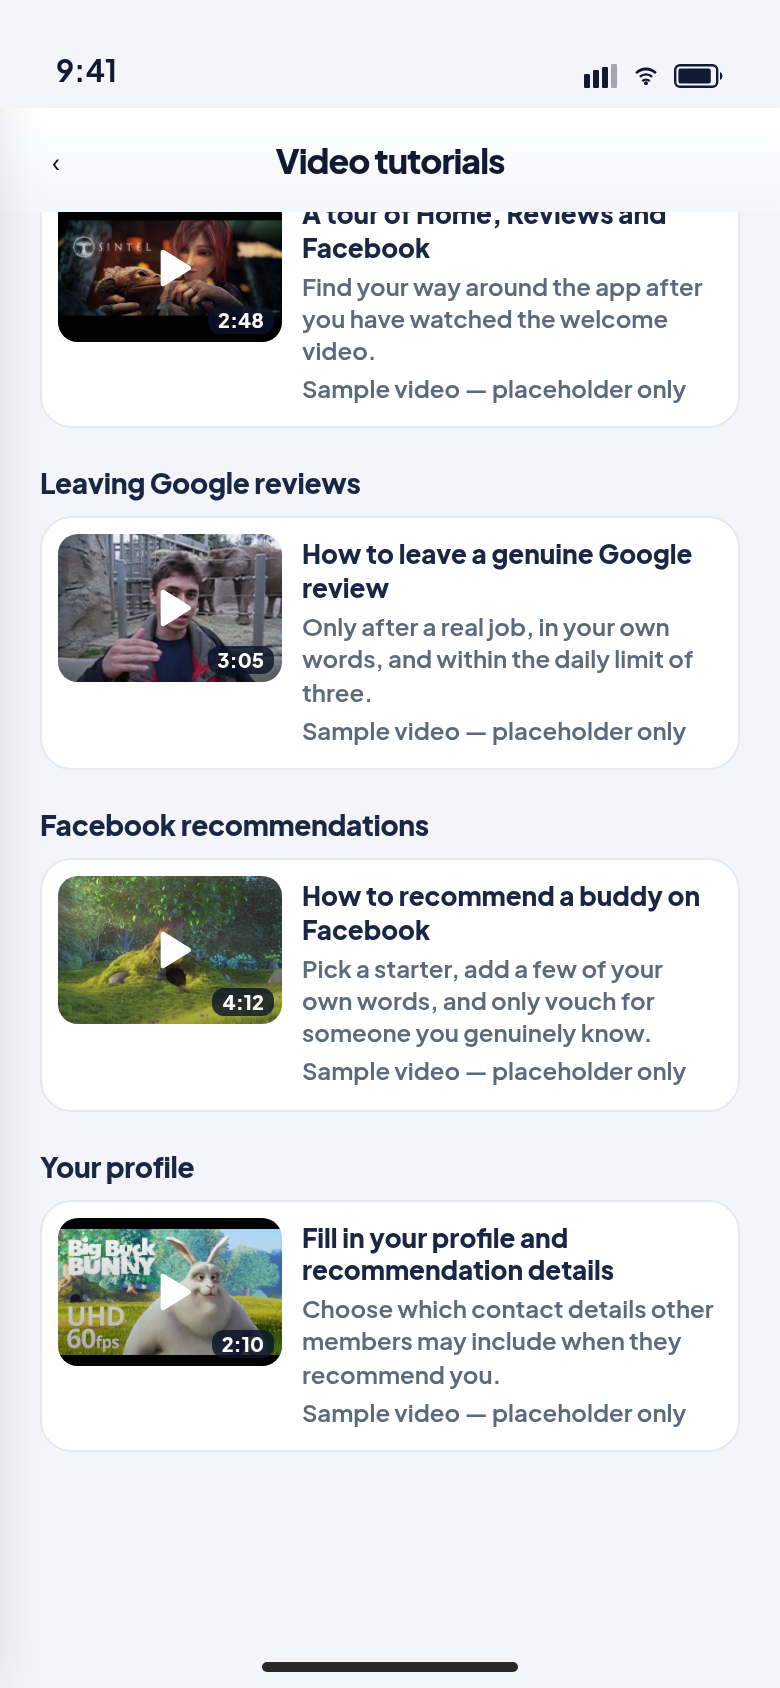 9:41
‹
Video tutorials
SINTEL
2:48
A tour of Home, Reviews and
Facebook
Find your way around the app after
you have watched the welcome
video.
Sample video — placeholder only
Leaving Google reviews
3:05
How to leave a genuine Google
review
Only after a real job, in your own
words, and within the daily limit of
three.
Sample video — placeholder only
Facebook recommendations
4:12
How to recommend a buddy on
Facebook
Pick a starter, add a few of your
own words, and only vouch for
someone you genuinely know.
Sample video — placeholder only
Your profile
Big Buck
BUNNY
UHD
60fps
2:10
Fill in your profile and
recommendation details
Choose which contact details other
members may include when they
recommend you.
Sample video — placeholder only